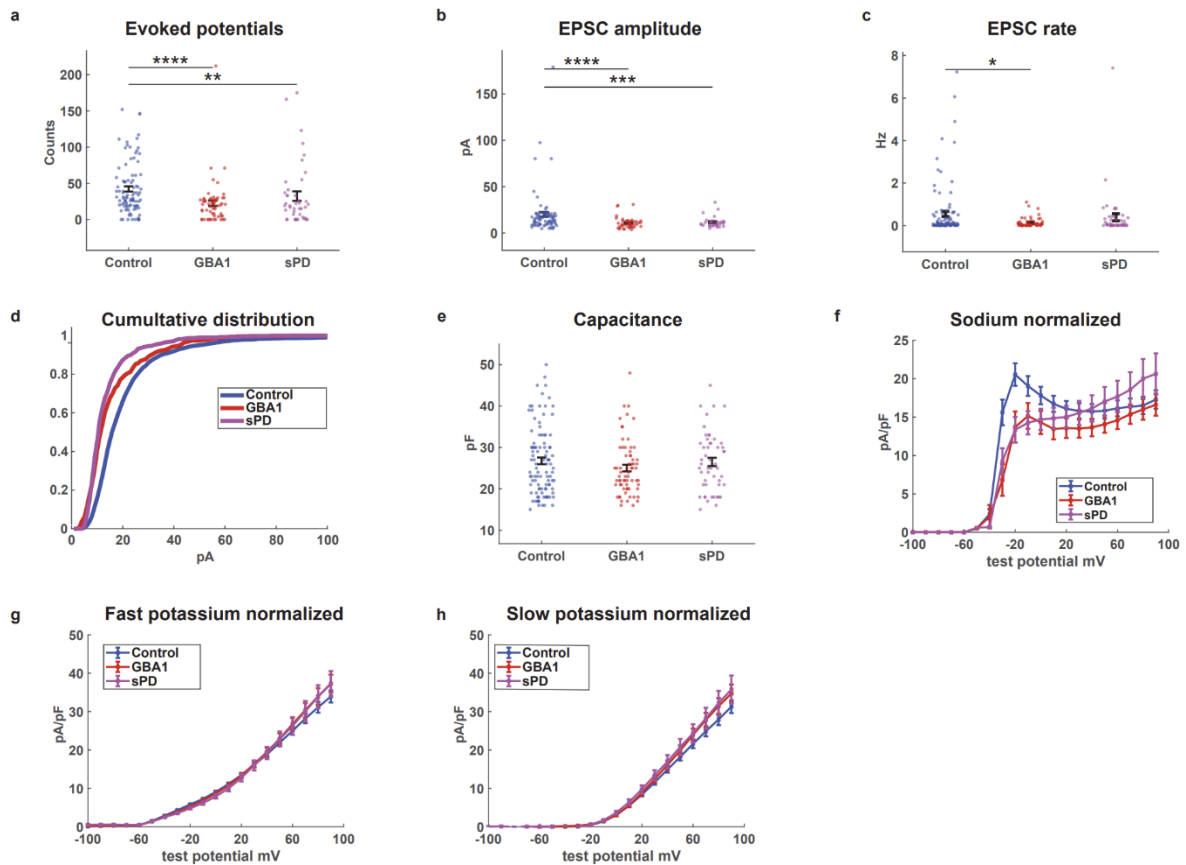 a
Evoked potentials
****
**
200
150
100
50
0
Counts
Control GBA1 sPD
b
EPSC amplitude
****
***
150
100
50
0
pA
Control GBA1 sPD
c
EPSC rate
*
8
6
4
2
0
Hz
Control GBA1 sPD
d
Cumultative distribution
1
0.8
0.6
0.4
0.2
0
Control
GBA1
sPD
0 20 40 60 80 100
pA
e
Capacitance
50
40
30
20
10
pF
Control GBA1 sPD
f
Sodium normalized
25
20
15
10
5
0
pA/pF
Control
GBA1
sPD
-100 -60 -20 20 60 100
test potential mV
g
Fast potassium normalized
50
40
30
20
10
0
pA/pF
Control
GBA1
sPD
-100 -60 -20 20 60 100
test potential mV
h
Slow potassium normalized
50
40
30
20
10
0
pA/pF
Control
GBA1
sPD
-100 -60 -20 20 60 100
test potential mV